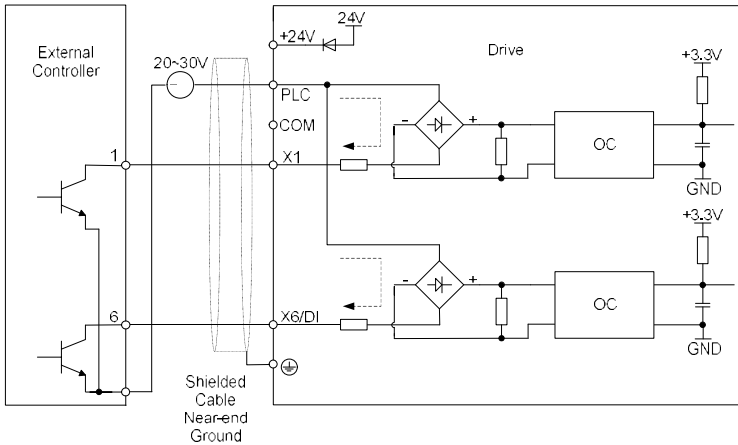 External
Controller
20~30V
+24V
24V
Drive
PLC
COM
+3.3V
1
X1
- +
OC
GND
+3.3V
6
X6/DI
- +
OC
GND
Shielded
Cable
Near-end
Ground